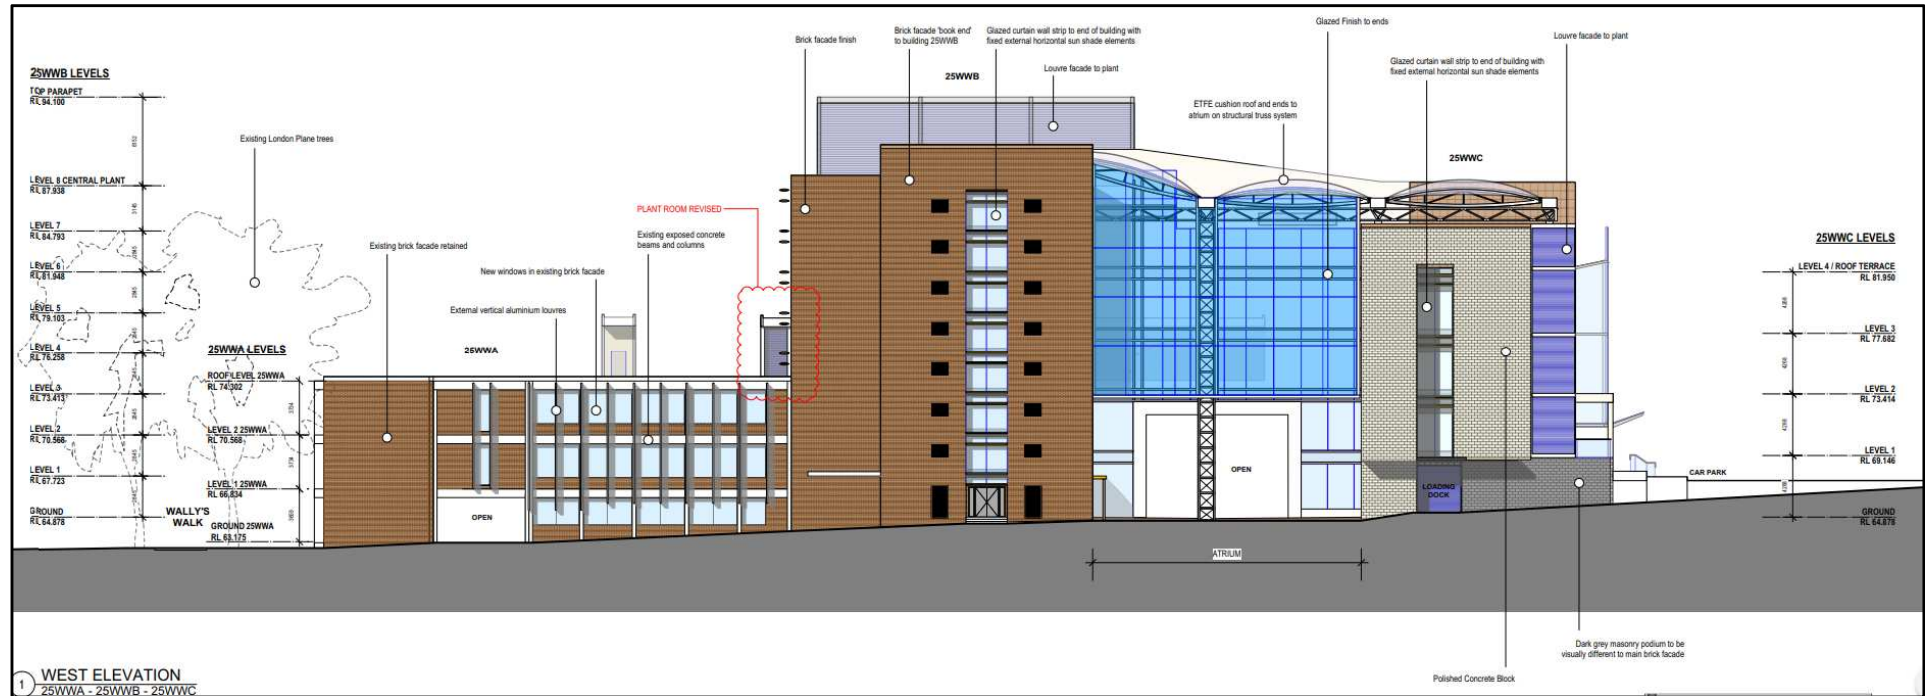 25WWB LEVELS
TOP PARAPET
RL 94.100
LEVEL 8 CENTRAL PLANT
RL 87.938
LEVEL 7
RL 84.793
LEVEL 6
RL 81.948
LEVEL 5
RL 79.103
LEVEL 4
RL 76.258
LEVEL 3
RL 73.413
LEVEL 2
RL 70.568
LEVEL 1
RL 67.723
GROUND
RL 64.878
Existing London Plane trees
25WWA LEVELS
ROOF LEVEL 25WWA
RL 74.302
LEVEL 2 25WWA
RL 70.568
LEVEL 1 25WWA
RL 66.834
GROUND 25WWA
RL 63.175
WALLY'S
WALK
Existing brick facade retained
25WWA
External vertical aluminium louvres
New windows in existing brick facade
Existing exposed concrete
beams and columns
PLANT ROOM REVISED
OPEN
Brick facade finish
Brick facade 'book end'
to building 25WWB
25WWB
Glazed curtain wall strip to end of building with
fixed external horizontal sun shade elements
Louvre facade to plant
ETFE cushion roof and ends to
atrium on structural truss system
Glazed Finish to ends
Glazed curtain wall strip to end of building with
fixed external horizontal sun shade elements
Louvre facade to plant
25WWC
OPEN
ATRIUM
LOADING
DOCK
CAR PARK
25WWC LEVELS
LEVEL 4 / ROOF TERRACE
RL 81.950
LEVEL 3
RL 77.682
LEVEL 2
RL 73.414
LEVEL 1
RL 69.146
GROUND
RL 64.878
Dark grey masonry podium to be
visually different to main brick facade
Polished Concrete Block
1
WEST ELEVATION
25WWA - 25WWB - 25WWC